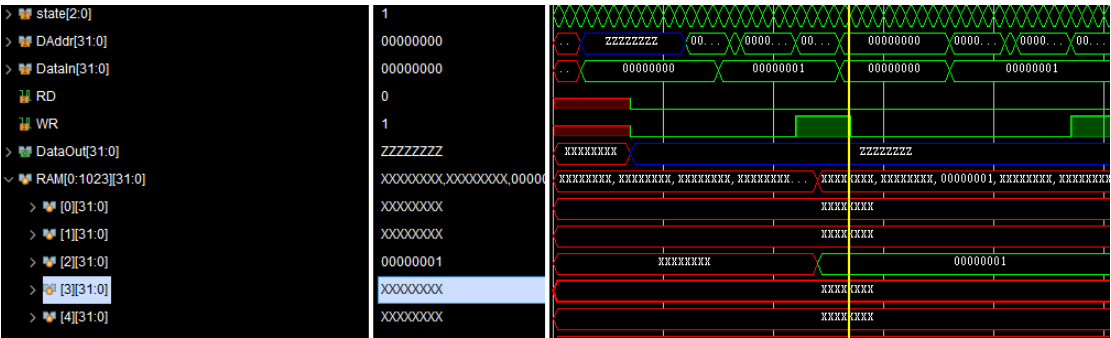 state[2:0] 1
DAddr[31:0] 00000000 .. ZZZZZZZZ 00... 0000... 00... 00000000 0000... 0000... 00...
DataIn[31:0] 00000000 .. 00000000 00000001 00000000 00000001
RD 0
WR 1
DataOut[31:0] ZZZZZZZZ XXXXXXXX ZZZZZZZZ
RAM[0:1023][31:0] XXXXXXXX,XXXXXXXX,00000 XXXXXXXX, XXXXXXXX, XXXXXXXX, XXXXXXXX... XXXXXXXX, XXXXXXXX, 00000001, XXXXXXXX, XXXXXXXX
[0][31:0] XXXXXXXX XXXXXXXX
[1][31:0] XXXXXXXX XXXXXXXX
[2][31:0] 00000001 XXXXXXXX 00000001
[3][31:0] XXXXXXXX XXXXXXXX
[4][31:0] XXXXXXXX XXXXXXXX